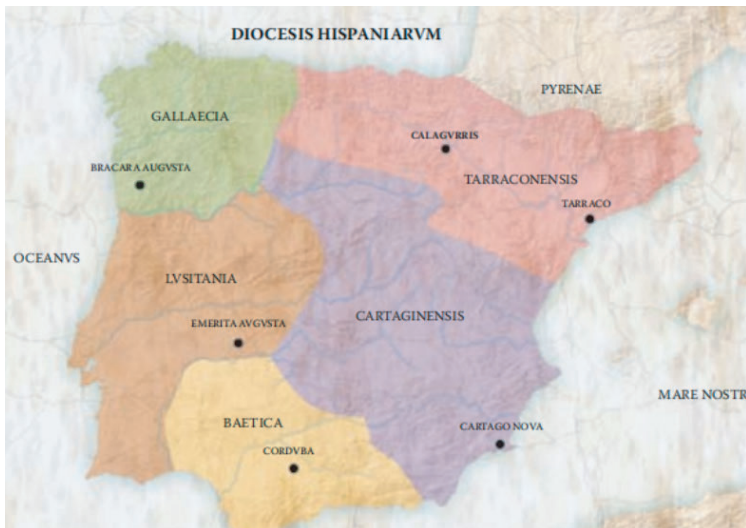 DIOCESIS HISPANIARVM
PYRENAE
GALLAECIA
CALAGVRRIS
BRACARA AVGVSTA
TARRACONENSIS
TARRACO
OCEANVS
LVSITANIA
CARTAGINENSIS
EMERITA AVGVSTA
MARE NOSTR
BAETICA
CARTAGO NOVA
CORDVBA